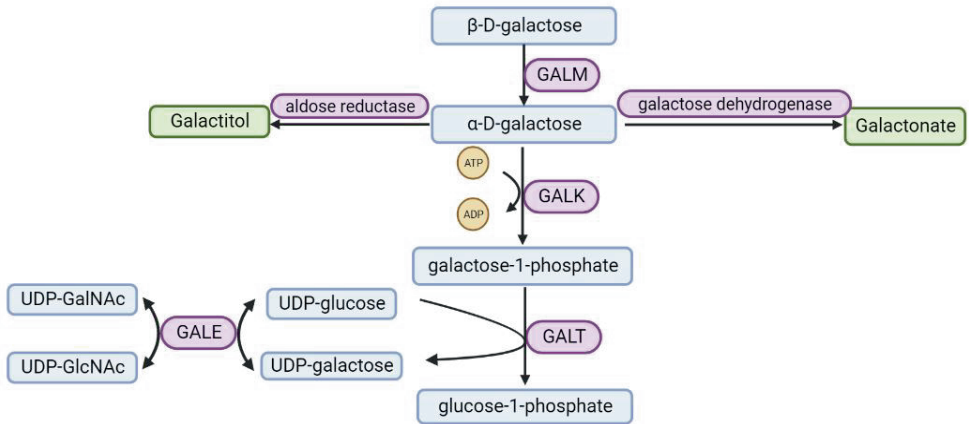 β-D-galactose
GALM
aldose reductase
galactose dehydrogenase
Galactitol
α-D-galactose
Galactonate
ATP
GALK
ADP
galactose-1-phosphate
UDP-GalNAc
UDP-glucose
GALE
GALT
UDP-GlcNAc
UDP-galactose
glucose-1-phosphate